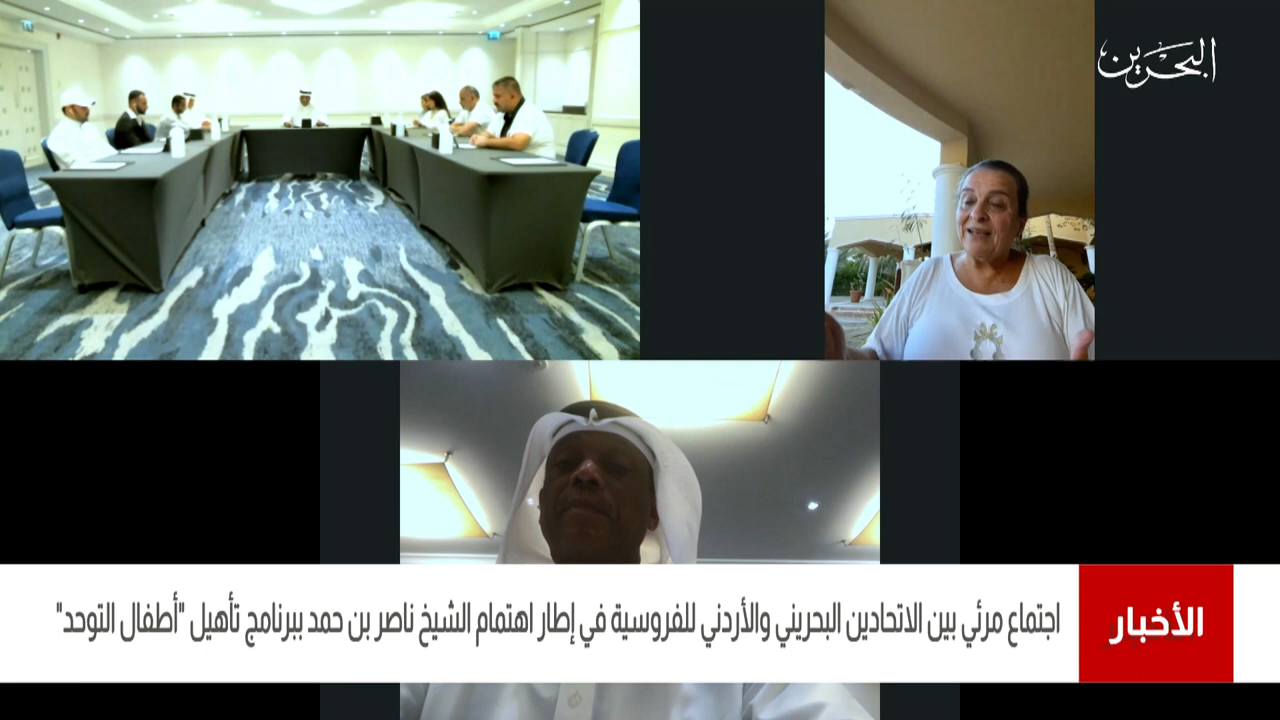 البحرين
الأخبار
اجتماع مرئي بين الاتحادين البحريني والأردني للفروسية في إطار اهتمام الشيخ ناصر بن حمد ببرنامج تأهيل "أطفال التوحد"